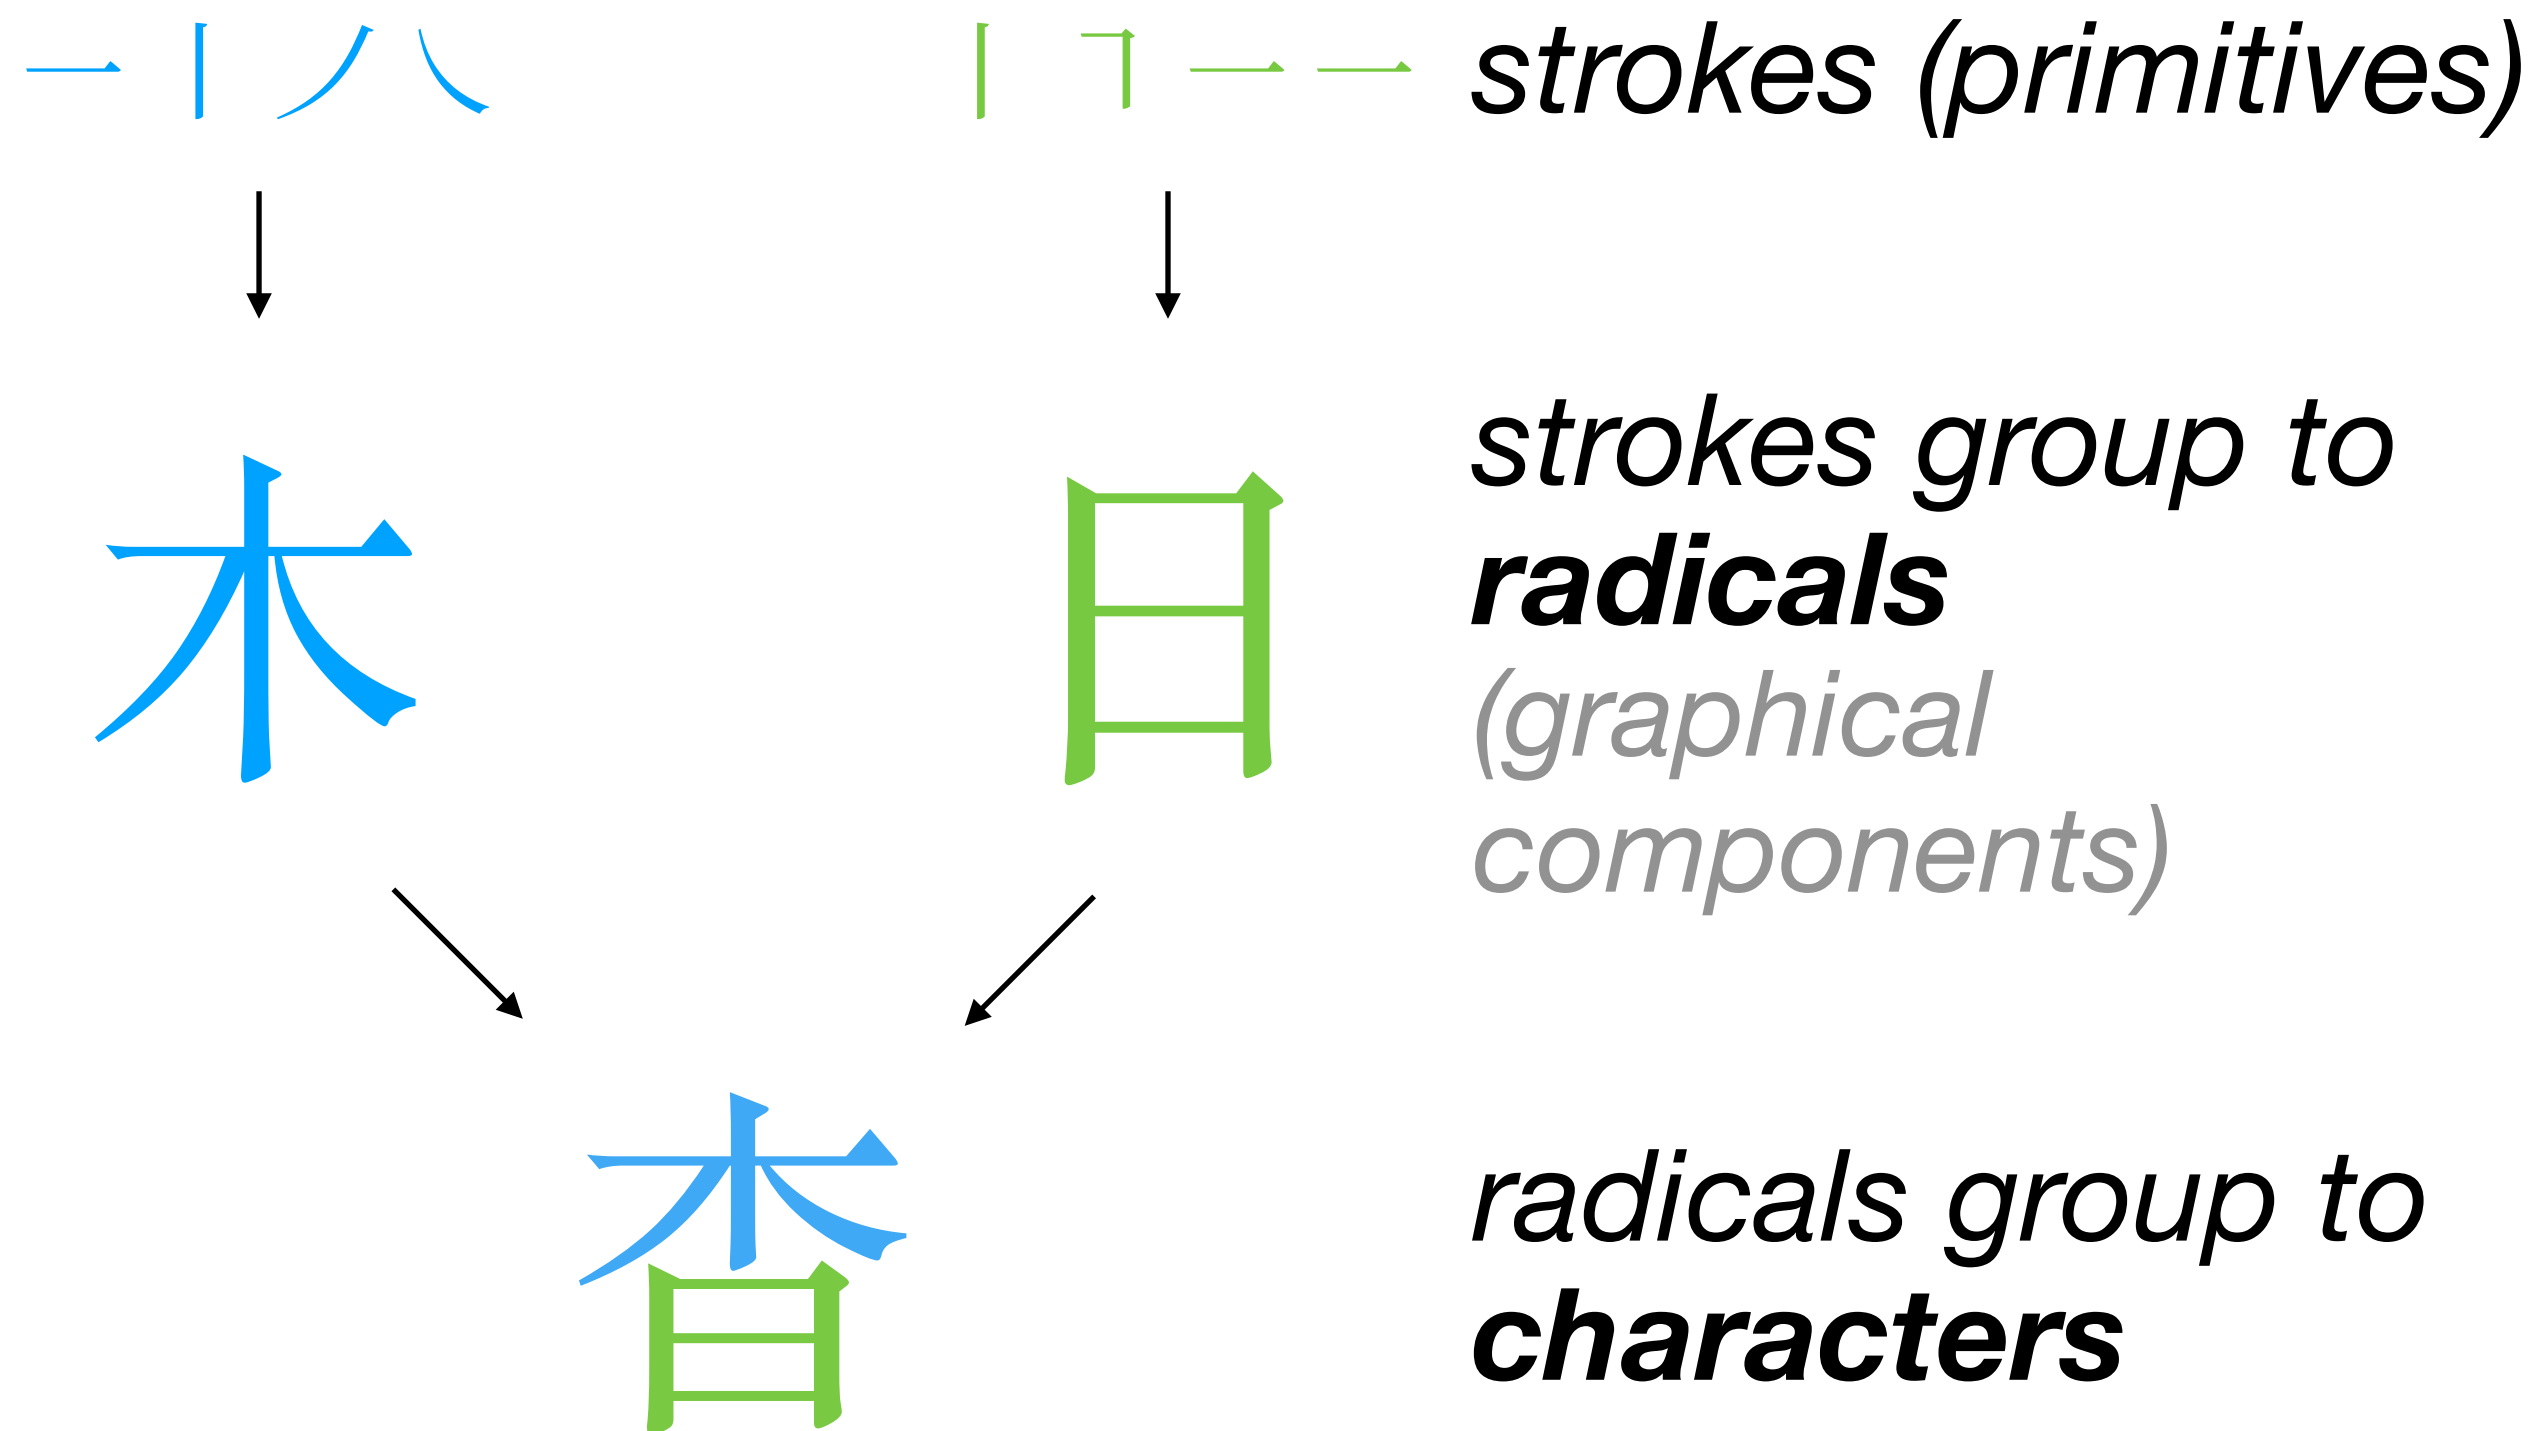 一 丨 丿 ㇏ 丨 ㇕ 一 一 strokes (primitives)
木 日 strokes group to
radicals
(graphical
components)
杳 radicals group to
characters